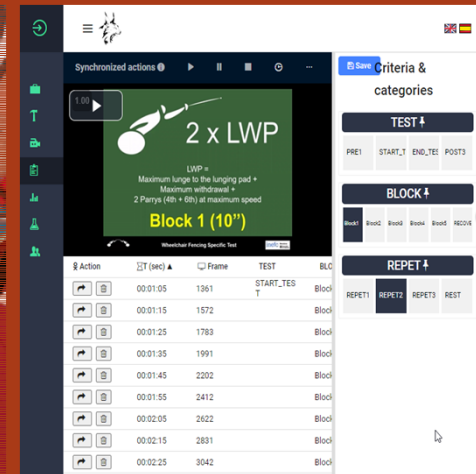 Synchronized actions
1.00
2 x LWP
LWP =
Maximum lunge to the lunging pad +
Maximum withdrawal +
2 Parrys (4th + 6th) at maximum speed
Block 1 (10”)
Wheelchair Fencing Specific Test
Action T (sec) ▲ Frame TEST BLO
00:01:05 1361 START_TES
T Block
00:01:15 1572 Block
00:01:25 1783 Block
00:01:35 1991 Block
00:01:45 2202 Block
00:01:55 2412 Block
00:02:05 2622 Block
00:02:15 2831 Block
00:02:25 3042 Block
Save Criteria &
categories
TEST
PRE1 START_T END_TES POST3
BLOCK
Block1 Block2 Block3 Block4 Block5 RECOVE
REPET
REPET1 REPET2 REPET3 REST